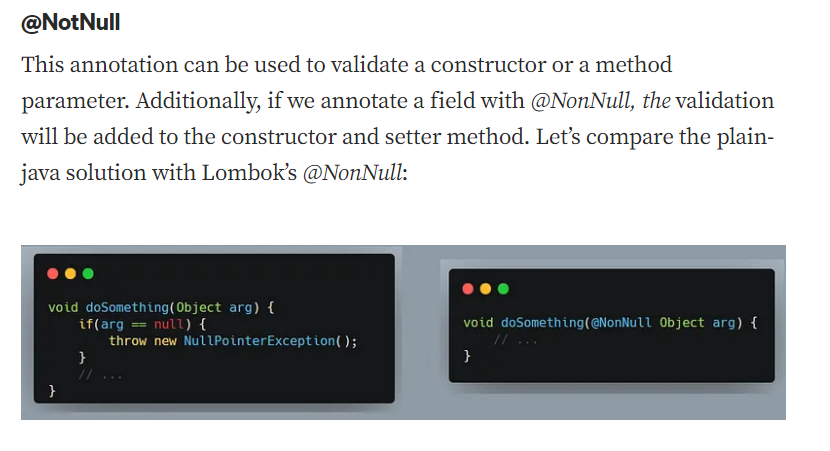 @NotNull
This annotation can be used to validate a constructor or a method
parameter. Additionally, if we annotate a field with @NonNull, the validation
will be added to the constructor and setter method. Let’s compare the plain-
java solution with Lombok’s @NonNull:
void doSomething(Object arg) {
    if(arg == null) {
        throw new NullPointerException();
    }
    // ...
}
void doSomething(@NonNull Object arg) {
    // ...
}